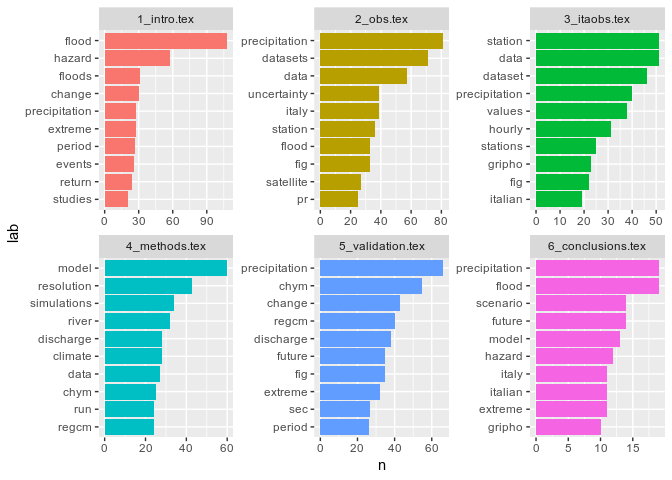 1_intro.tex 2_obs.tex 3_itaobs.tex
flood precipitation station
hazard datasets data
floods data dataset
change uncertainty precipitation
precipitation italy values
extreme station hourly
period flood stations
events fig gripho
return satellite fig
studies pr italian
0 30 60 90 0 20 40 60 80 0 10 20 30 40 50
lab
4_methods.tex 5_validation.tex 6_conclusions.tex
model precipitation precipitation
resolution chym flood
simulations change scenario
river regcm future
discharge discharge model
climate future hazard
data fig italy
chym extreme italian
run sec extreme
regcm period gripho
0 20 40 60 0 20 40 60 0 5 10 15
n